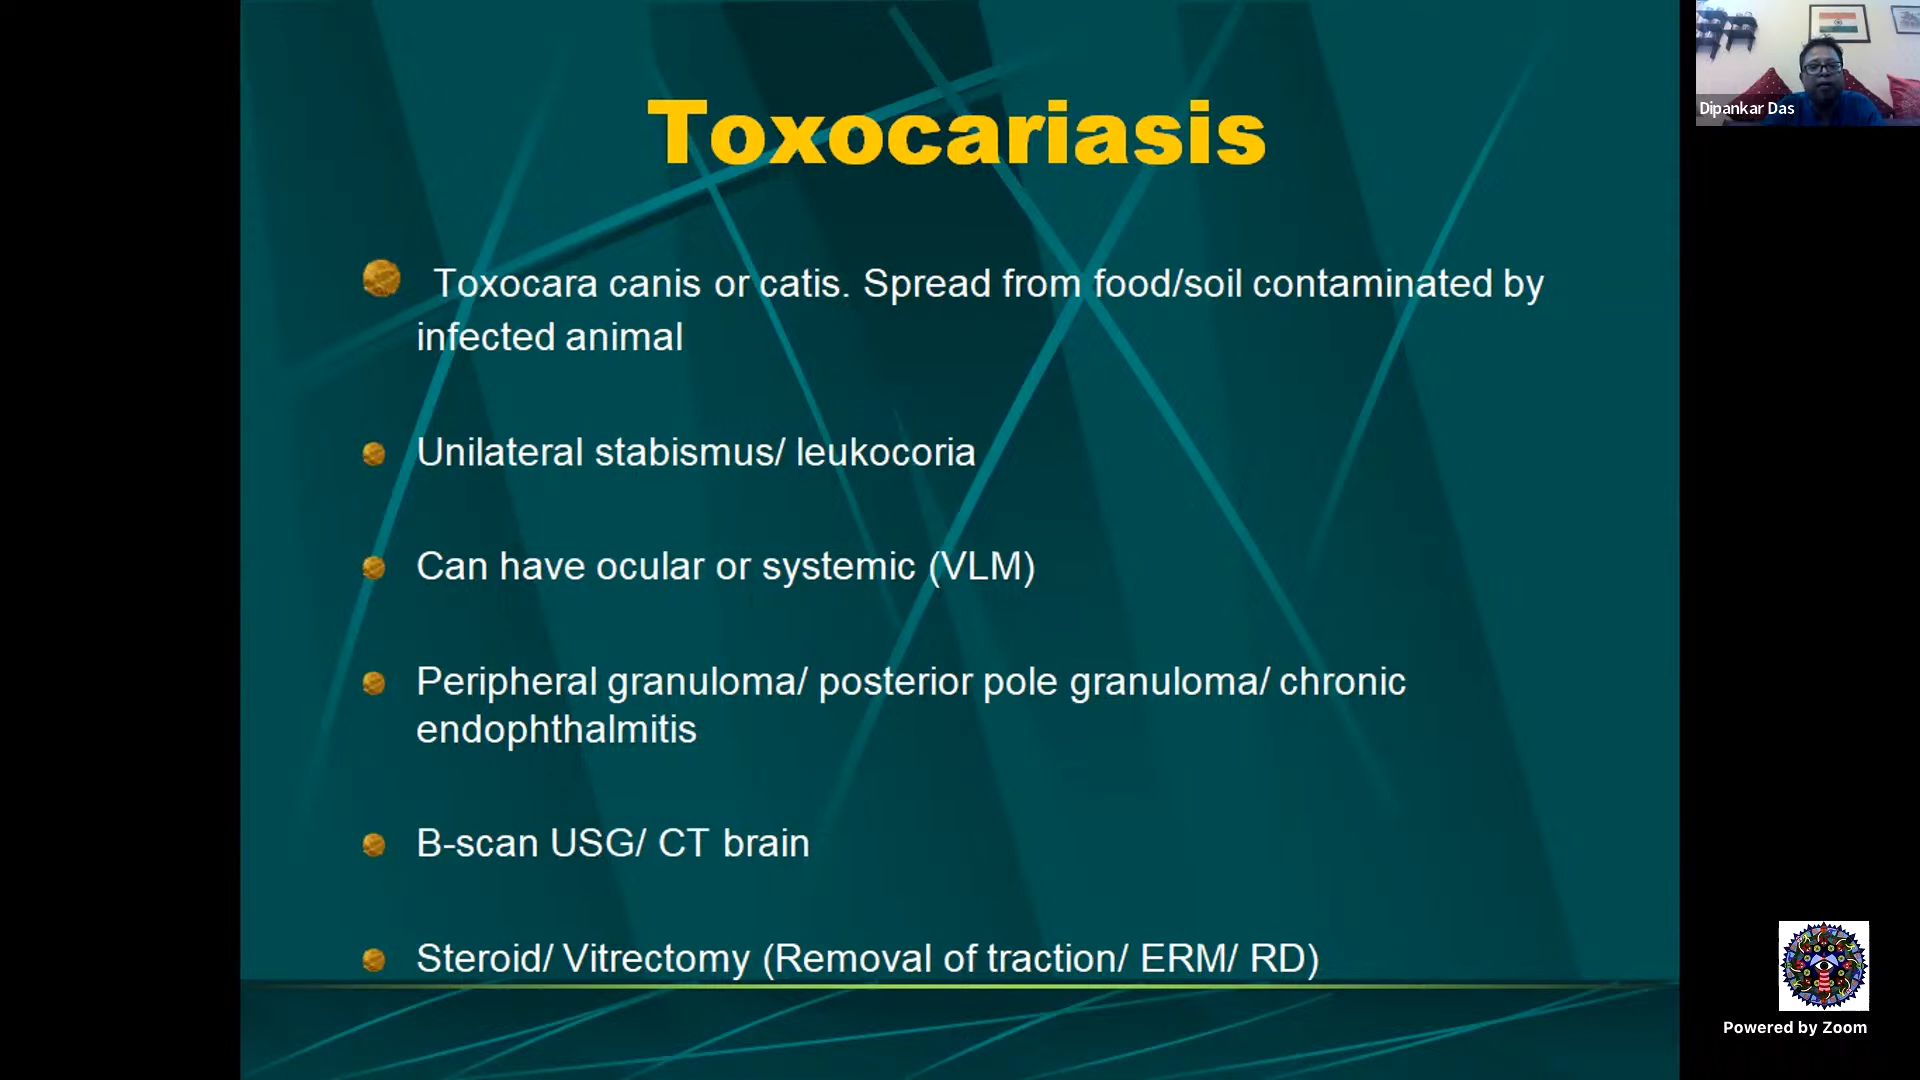 Toxocariasis
Toxocara canis or catis. Spread from food/soil contaminated by
infected animal
Unilateral stabismus/ leukocoria
Can have ocular or systemic (VLM)
Peripheral granuloma/ posterior pole granuloma/ chronic
endophthalmitis
B-scan USG/ CT brain
Steroid/ Vitrectomy (Removal of traction/ ERM/ RD)
Dipankar Das
Powered by Zoom